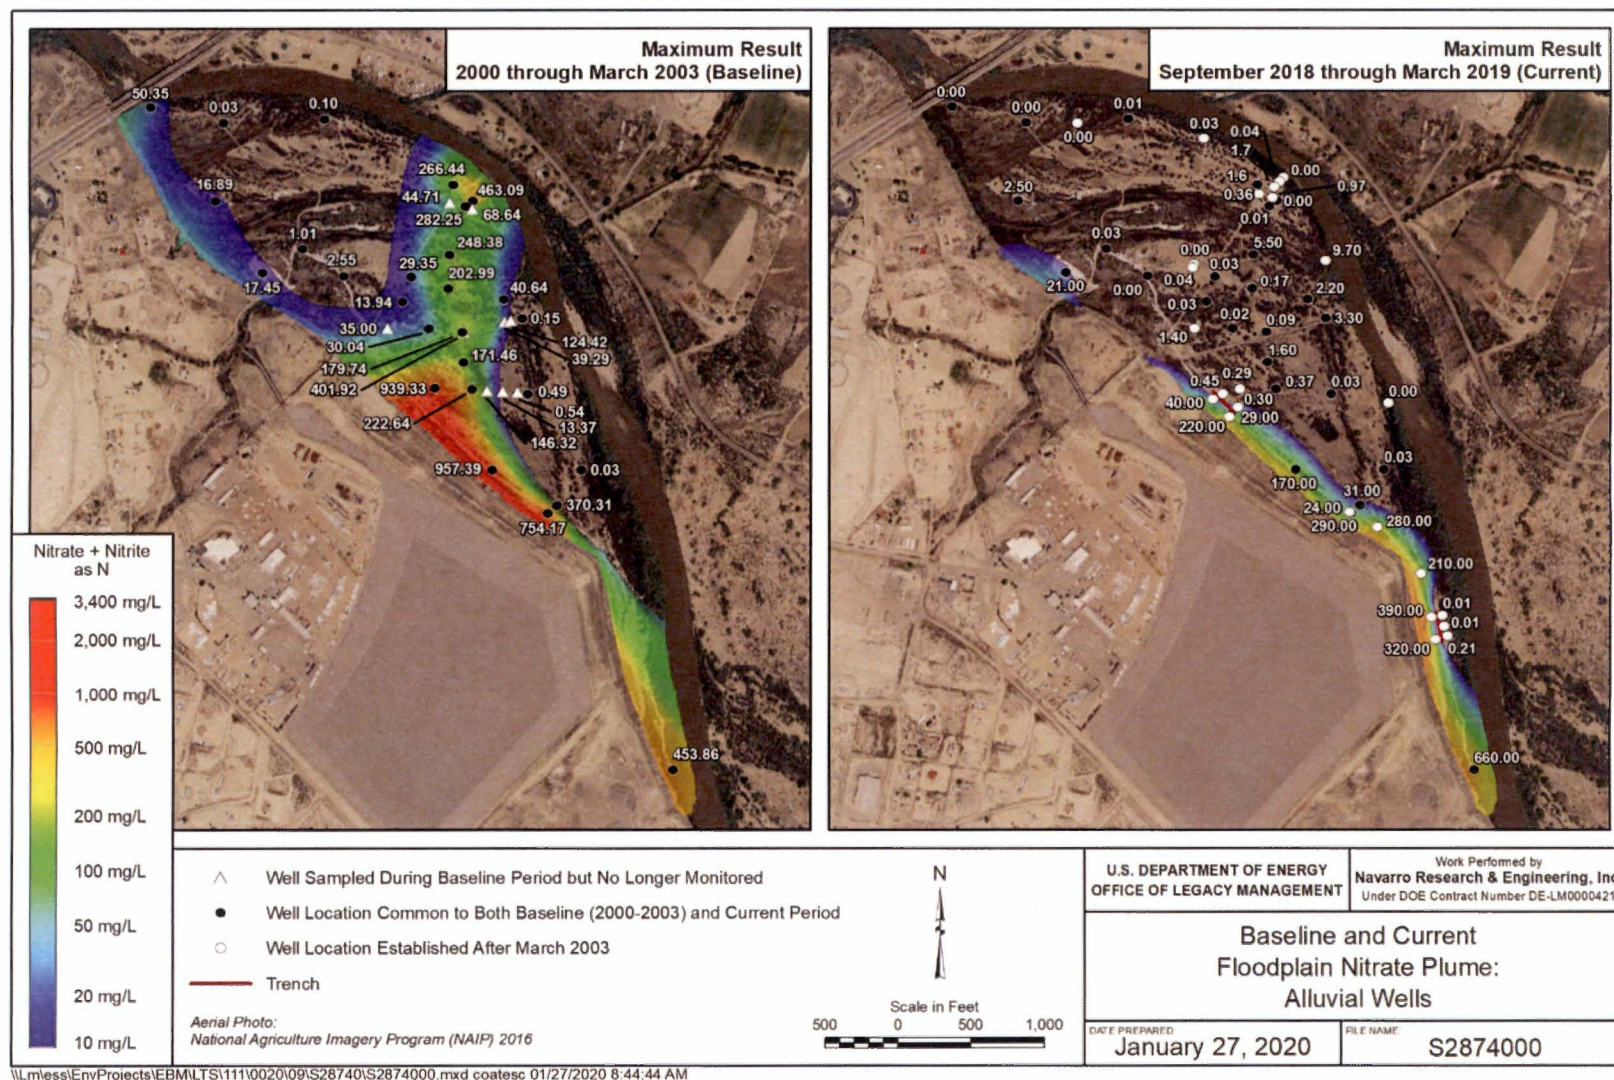 Maximum Result
2000 through March 2003 (Baseline)
50.35
0.03
0.10
266.44
463.09
44.71
16.89
282.25
68.64
1.01
248.38
2.55
29.35
202.99
17.45
40.64
13.94
35.00
0.15
30.04
124.42
39.29
179.74
171.46
401.92
939.33
0.49
0.54
222.64
13.37
146.32
957.39
0.03
370.31
754.17
453.86
Maximum Result
September 2018 through March 2019 (Current)
0.00
0.00
0.01
0.00
0.03
0.04
1.7
1.6
0.00
0.97
0.36
2.50
0.00
0.01
0.03
0.00
5.50
9.70
0.03
21.00
0.04
0.17
0.00
2.20
0.03
0.02
0.09
3.30
1.40
1.60
0.45
0.29
0.37
0.03
0.00
40.00
0.30
29.00
220.00
170.00
0.03
31.00
24.00
290.00
280.00
210.00
390.00
0.01
0.01
320.00
0.21
660.00
Nitrate + Nitrite
as N
3,400 mg/L
2,000 mg/L
1,000 mg/L
500 mg/L
200 mg/L
100 mg/L
50 mg/L
20 mg/L
10 mg/L
Well Sampled During Baseline Period but No Longer Monitored
Well Location Common to Both Baseline (2000-2003) and Current Period
Well Location Established After March 2003
Trench
Aerial Photo:
National Agriculture Imagery Program (NAIP) 2016
N
Scale in Feet
500 0 500 1,000
U.S. DEPARTMENT OF ENERGY
OFFICE OF LEGACY MANAGEMENT
Work Performed by
Navarro Research & Engineering, Inc
Under DOE Contract Number DE-LM0000421
Baseline and Current
Floodplain Nitrate Plume:
Alluvial Wells
DATE PREPARED
January 27, 2020
FILE NAME:
S2874000
\\Lm\ess\EnvProjects\EBM\LTS\111\0020\09\S28740\S2874000.mxd coatesc 01/27/2020 8:44:44 AM